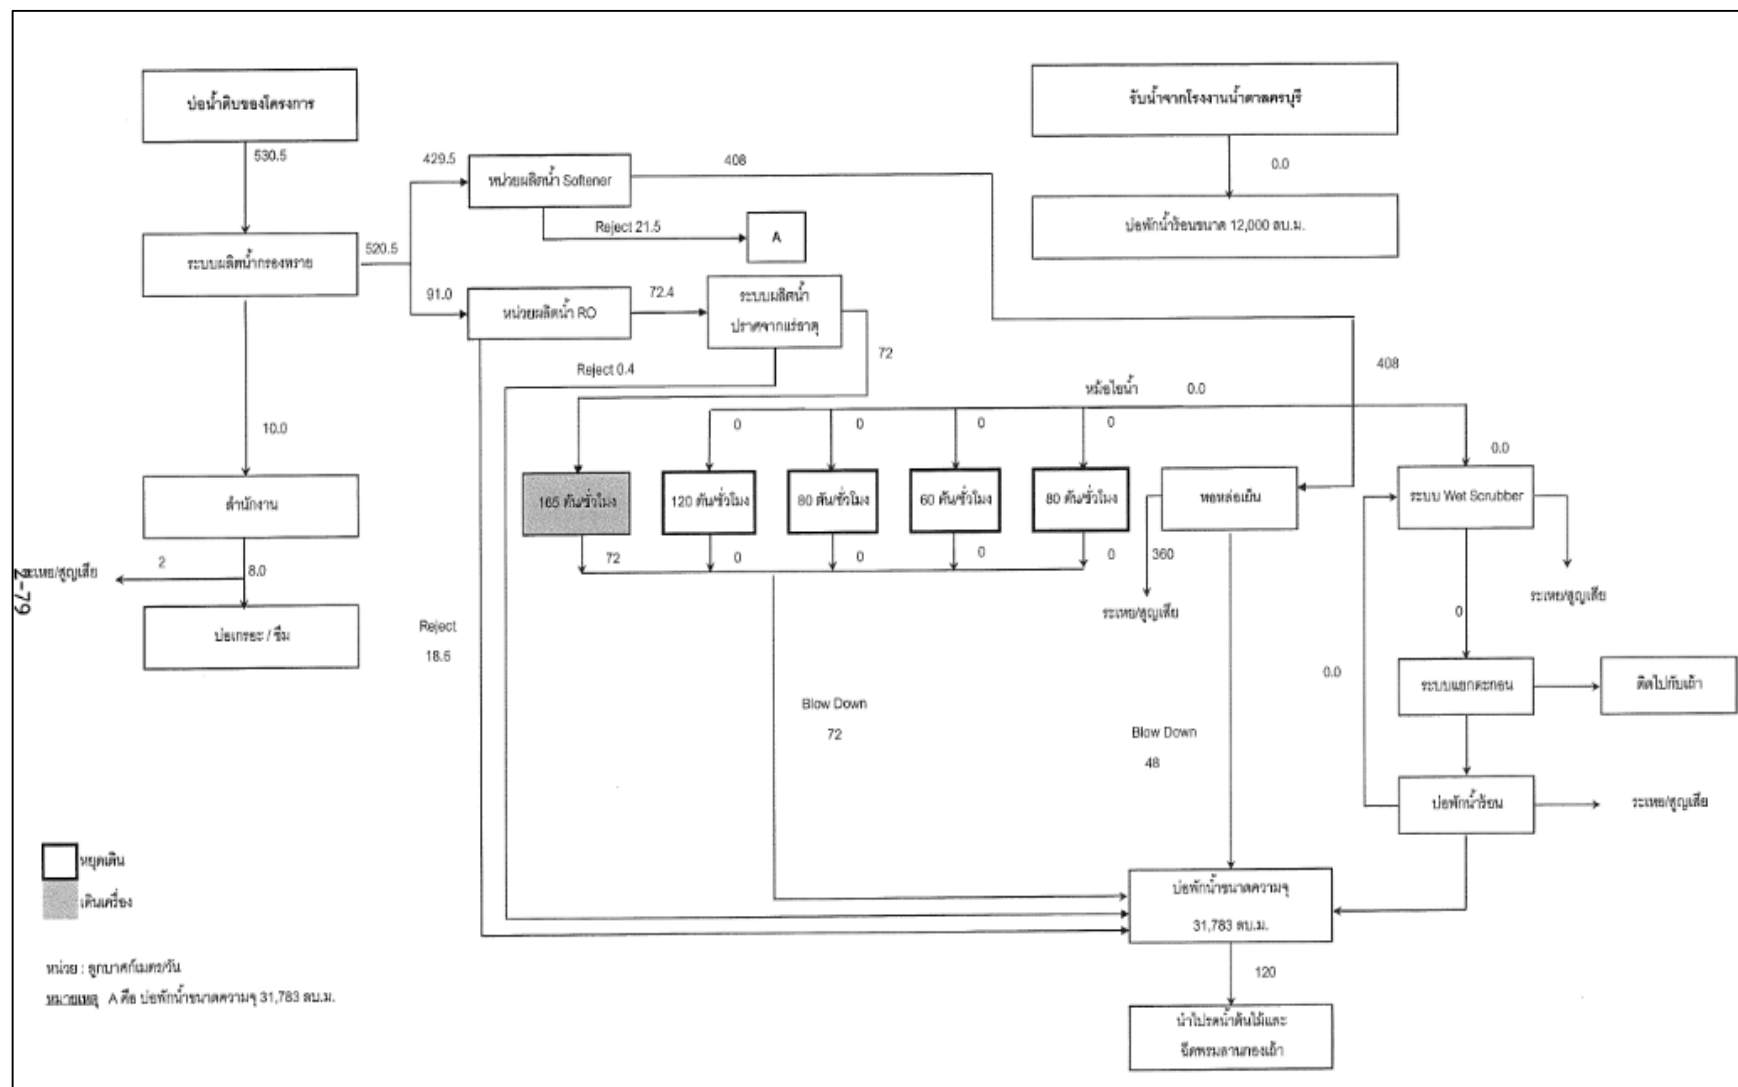 บ่อน้ำดิบของโครงการ
รับน้ำจากโรงงานน้ำตาลครบุรี
530.5
429.5
หน่วยผลิตน้ำ Softener
408
0.0
Reject 21.5
A
บ่อพักน้ำร้อนขนาด 12,000 ลบ.ม.
ระบบผลิตน้ำกรองทราย
520.5
91.0
หน่วยผลิตน้ำ RO
72.4
ระบบผลิตน้ำ
ปราศจากแร่ธาตุ
72
Reject 0.4
408
หม้อไอน้ำ
0.0
10.0
0
0
0
0
0.0
สำนักงาน
165 ตัน/ชั่วโมง
120 ตัน/ชั่วโมง
80 ตัน/ชั่วโมง
60 ตัน/ชั่วโมง
80 ตัน/ชั่วโมง
หอหล่อเย็น
ระบบ Wet Scrubber
72
0
0
0
0
360
2
8.0
ระเหย/สูญเสีย
2-79
ระเหย/สูญเสีย
ระเหย/สูญเสีย
0
บ่อเกรอะ / ซึม
Reject
18.6
0.0
ระบบแยกตะกอน
ติดไปกับเถ้า
Blow Down
72
Blow Down
48
บ่อพักน้ำร้อน
ระเหย/สูญเสีย
หยุดเดิน
เดินเครื่อง
บ่อพักน้ำขนาดความจุ
31,783 ลบ.ม.
หน่วย : ลูกบาศก์เมตร/วัน
หมายเหตุ A คือ บ่อพักน้ำขนาดความจุ 31,783 ลบ.ม.
120
นำไปรดน้ำต้นไม้และ
ฉีดพรมลานกองเถ้า